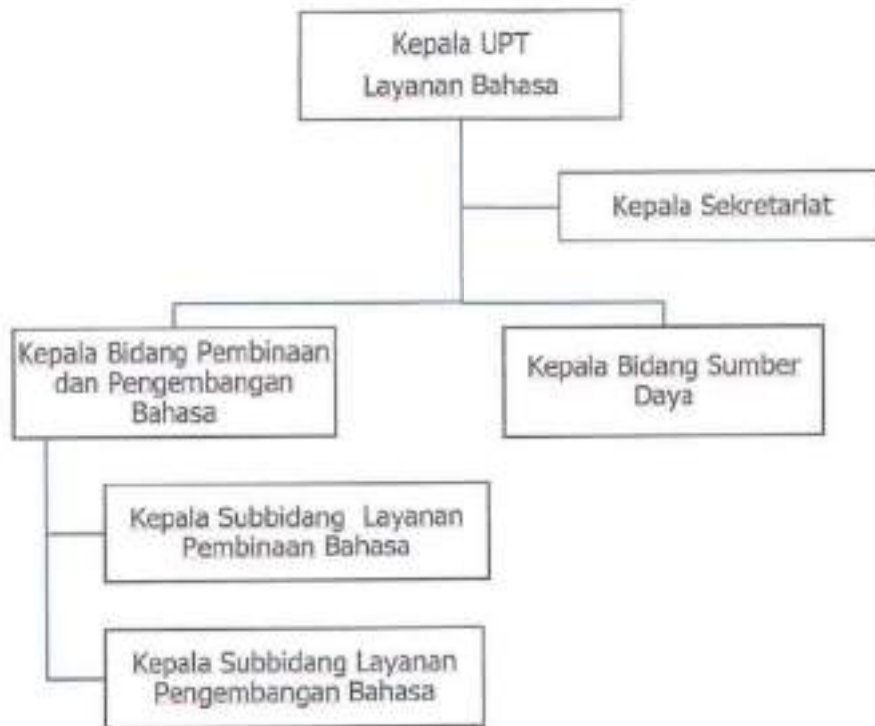 Kepala UPT
Layanan Bahasa
Kepala Sekretariat
Kepala Bidang Pembinaan
dan Pengembangan
Bahasa
Kepala Bidang Sumber
Daya
Kepala Subbidang Layanan
Pembinaan Bahasa
Kepala Subbidang Layanan
Pengembangan Bahasa